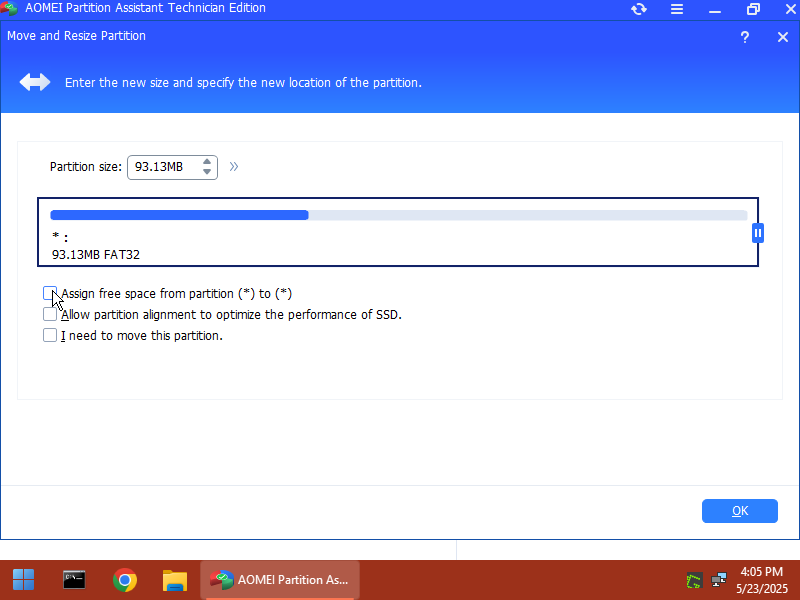 AOMEI Partition Assistant Technician Edition
Move and Resize Partition
?
Enter the new size and specify the new location of the partition.
Partition size: 93.13MB »
* :
93.13MB FAT32
Assign free space from partition (*) to (*)
Allow partition alignment to optimize the performance of SSD.
I need to move this partition.
OK
AOMEI Partition As...
4:05 PM
5/23/2025